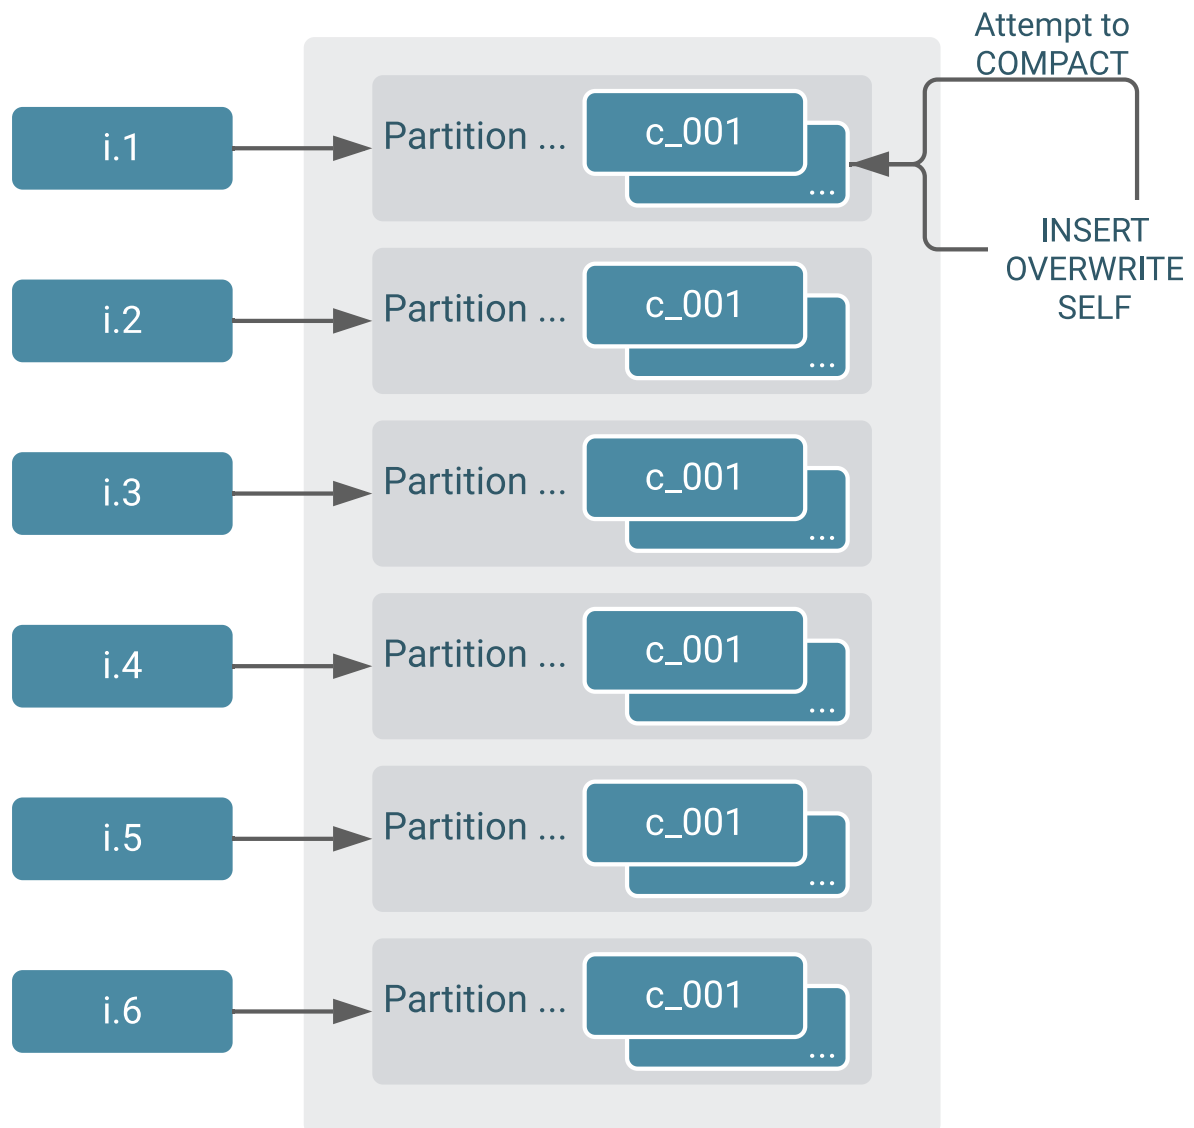 Attempt to
COMPACT
i.1
Partition ...
c_001
...
INSERT
OVERWRITE
SELF
i.2
Partition ...
c_001
...
i.3
Partition ...
c_001
...
i.4
Partition ...
c_001
...
i.5
Partition ...
c_001
...
i.6
Partition ...
c_001
...